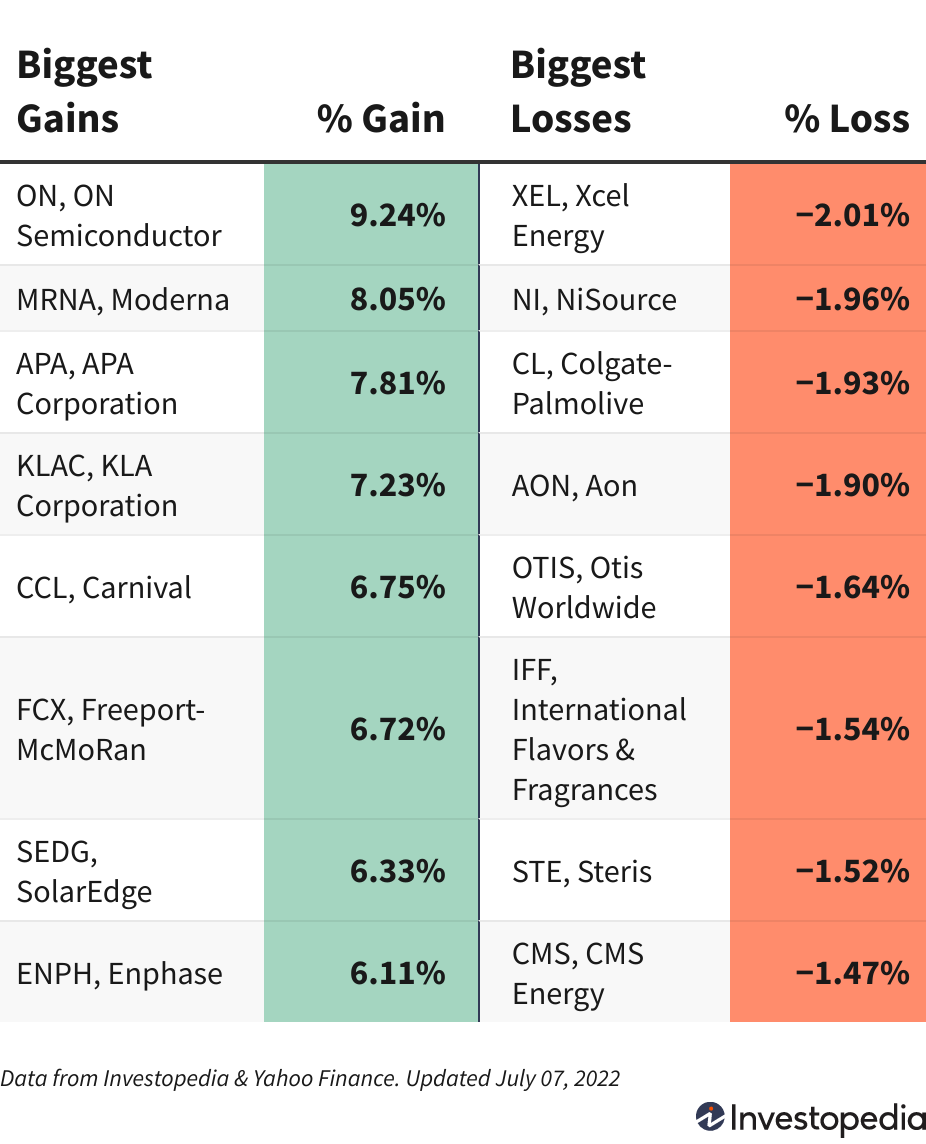 Biggest
Gains
% Gain
Biggest
Losses
% Loss
ON, ON
Semiconductor
9.24%
XEL, Xcel
Energy
−2.01%
MRNA, Moderna
8.05%
NI, NiSource
−1.96%
APA, APA
Corporation
7.81%
CL, Colgate-
Palmolive
−1.93%
KLAC, KLA
Corporation
7.23%
AON, Aon
−1.90%
CCL, Carnival
6.75%
OTIS, Otis
Worldwide
−1.64%
FCX, Freeport-
McMoRan
6.72%
IFF,
International
Flavors &
Fragrances
−1.54%
SEDG,
SolarEdge
6.33%
STE, Steris
−1.52%
ENPH, Enphase
6.11%
CMS, CMS
Energy
−1.47%
Data from Investopedia & Yahoo Finance. Updated July 07, 2022
Investopedia